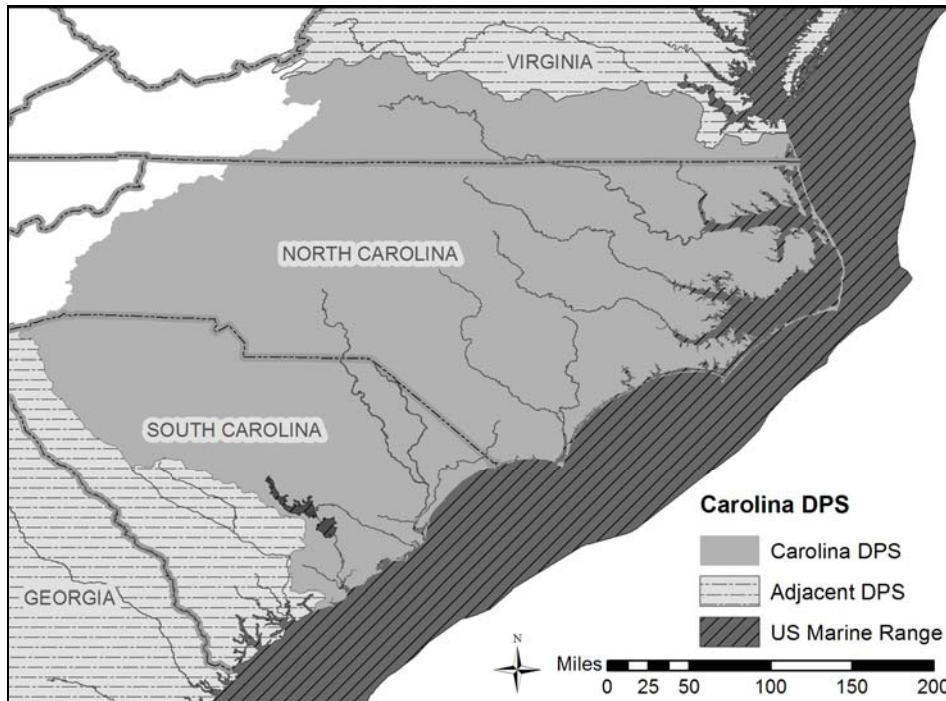 VIRGINIA
NORTH CAROLINA
SOUTH CAROLINA
GEORGIA
Carolina DPS
Carolina DPS
Adjacent DPS
US Marine Range
N
Miles
0 25 50 100 150 200